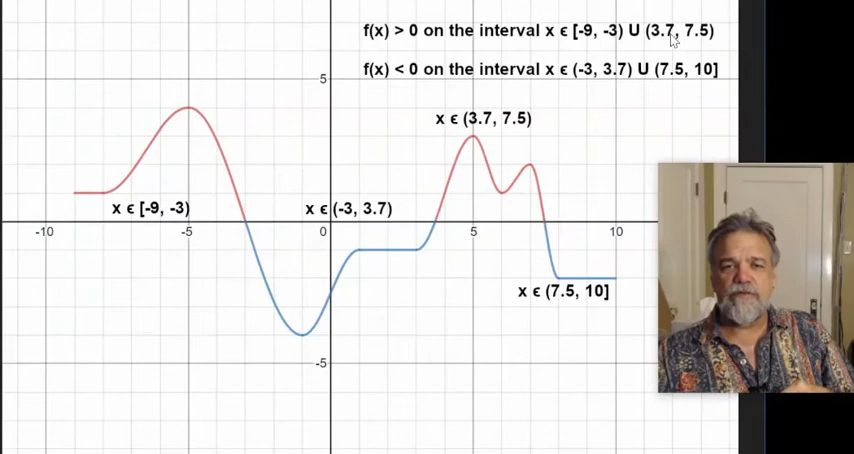 f(x) > 0 on the interval x ϵ [-9, -3) U (3.7, 7.5)
f(x) < 0 on the interval x ϵ (-3, 3.7) U (7.5, 10]
5
x ϵ (3.7, 7.5)
x ϵ [-9, -3)
x ϵ (-3, 3.7)
-10
-5
0
5
10
x ϵ (7.5, 10]
-5